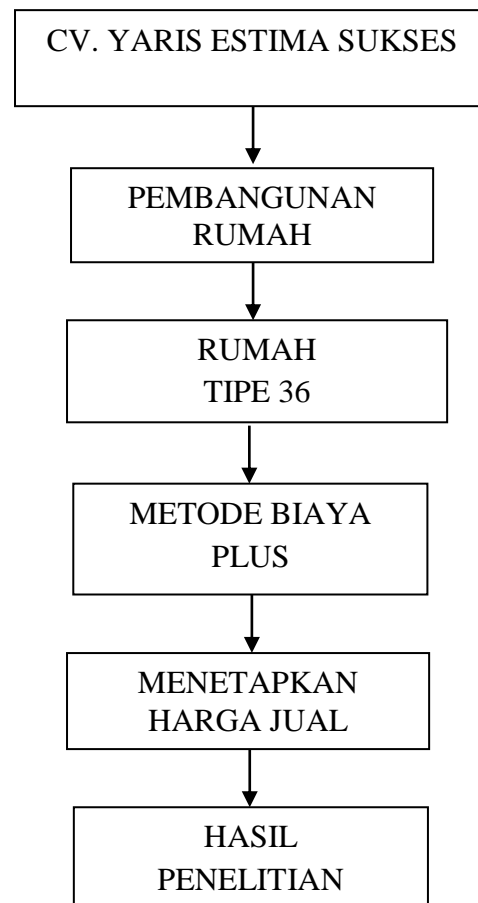 CV. YARIS ESTIMA SUKSES
PEMBANGUNAN
RUMAH
RUMAH
TIPE 36
METODE BIAYA
PLUS
MENETAPKAN
HARGA JUAL
HASIL
PENELITIAN